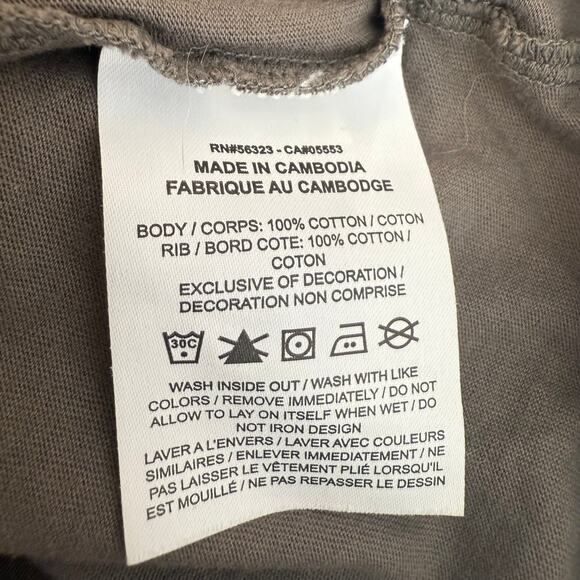 RN#56323 - CA#05553
MADE IN CAMBODIA
FABRIQUE AU CAMBODGE
BODY / CORPS: 100% COTTON / COTON
RIB / BORD COTE: 100% COTTON /
COTON
EXCLUSIVE OF DECORATION /
DECORATION NON COMPRISE
30C
WASH INSIDE OUT / WASH WITH LIKE
COLORS / REMOVE IMMEDIATELY / DO NOT
ALLOW TO LAY ON ITSELF WHEN WET / DO
NOT IRON DESIGN
LAVER A L'ENVERS / LAVER AVEC COULEURS
SIMILAIRES / ENLEVER IMMEDIATEMENT / NE
PAS LAISSER LE VÊTEMENT PLIÉ LORSQU'IL
EST MOUILLÉ / NE PAS REPASSER LE DESSIN